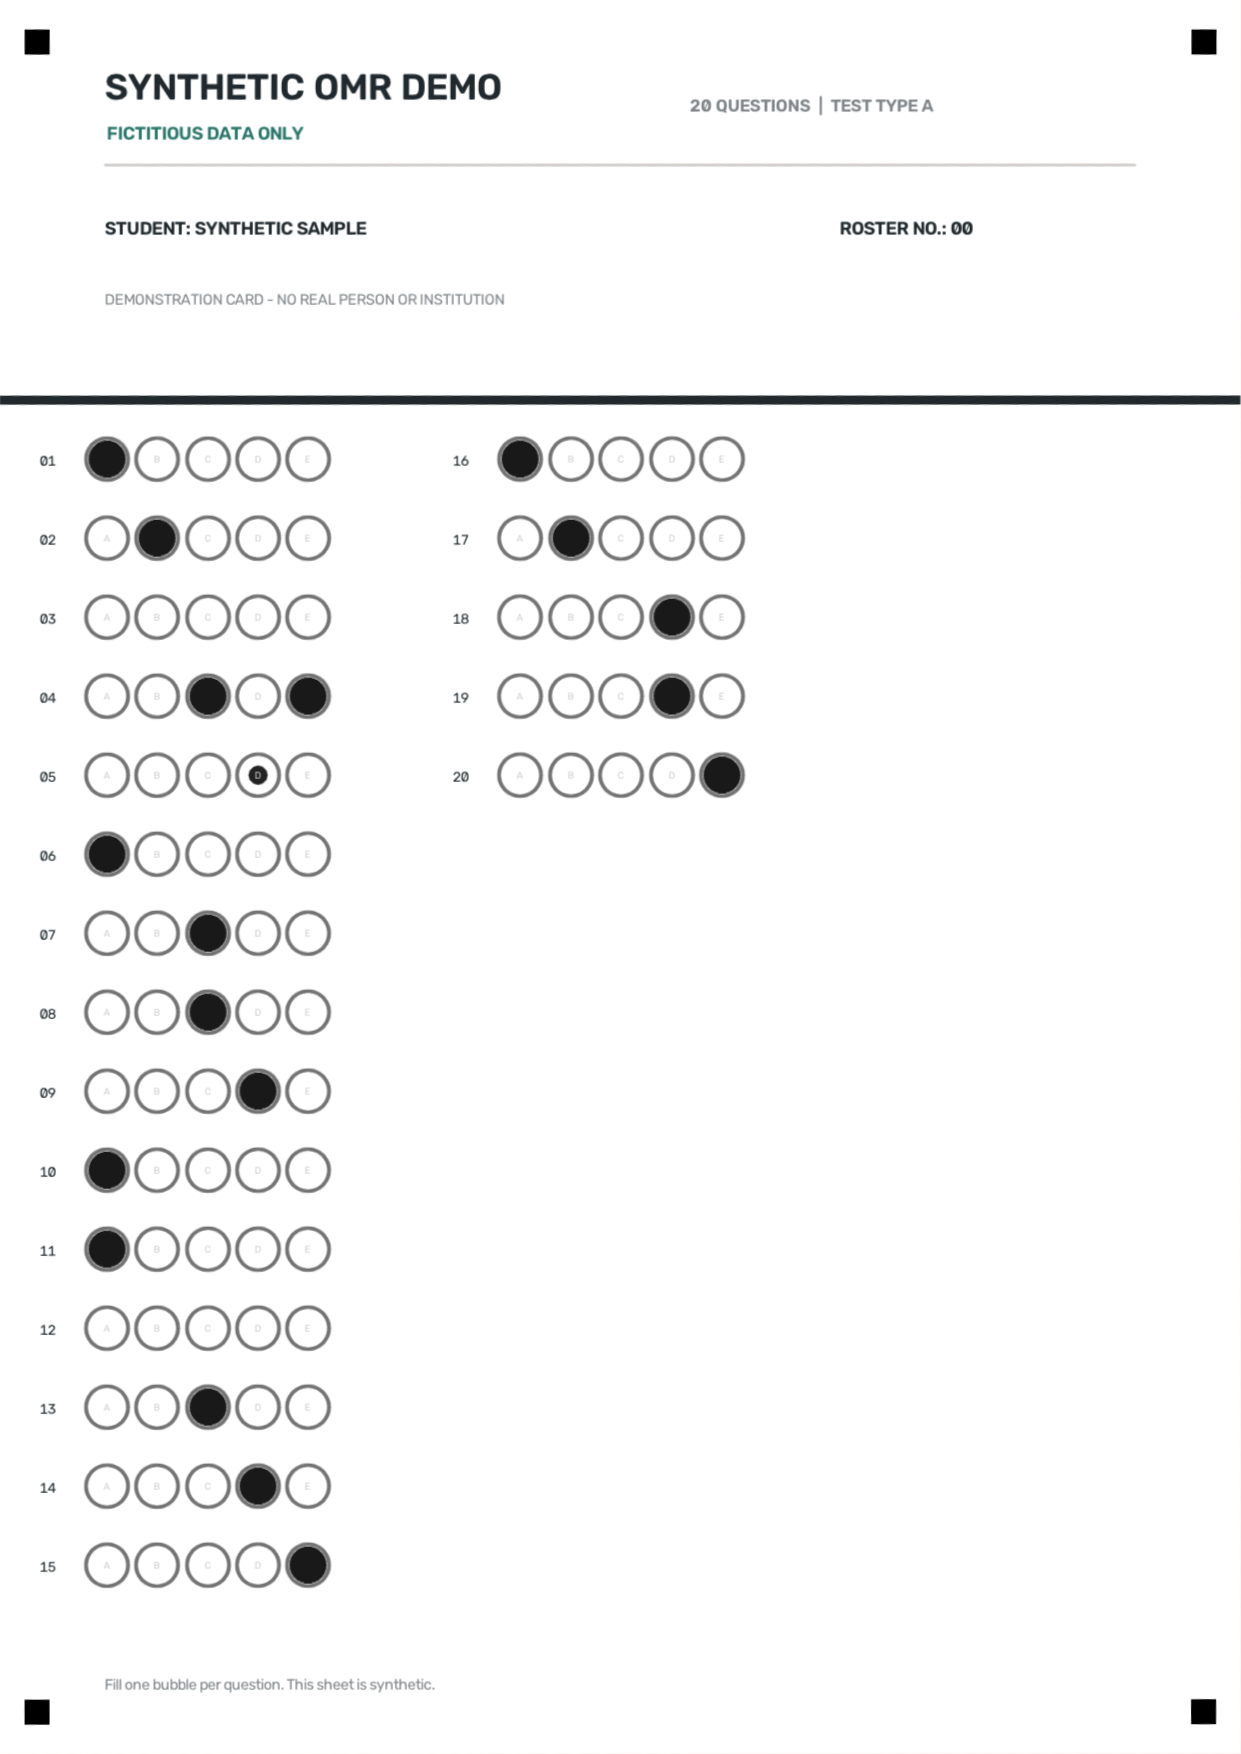 SYNTHETIC OMR DEMO
20 QUESTIONS | TEST TYPE A
FICTITIOUS DATA ONLY
STUDENT: SYNTHETIC SAMPLE
ROSTER NO.: 00
DEMONSTRATION CARD - NO REAL PERSON OR INSTITUTION
01 B C D E
02 A C D E
03 A B C D E
04 A B D
05 A B C D E
06 B C D E
07 A B D E
08 A B D E
09 A B C E
10 B C D E
11 B C D E
12 A B C D E
13 A B D E
14 A B C E
15 A B C D
16 B C D E
17 A C D E
18 A B C E
19 A B C E
20 A B C D
Fill one bubble per question. This sheet is synthetic.